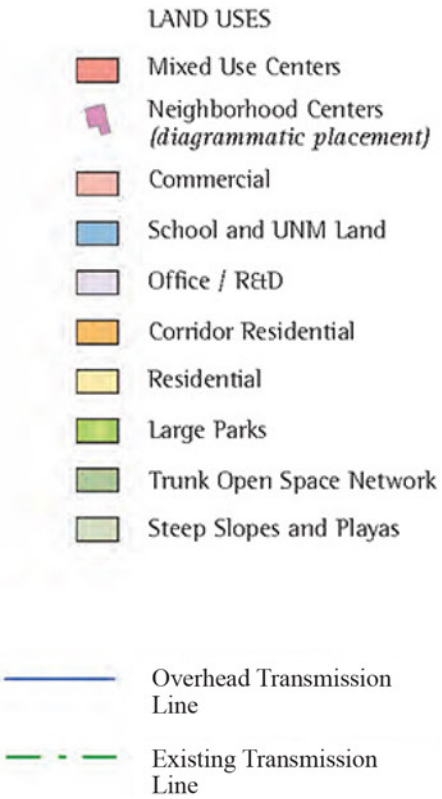 LAND USES
Mixed Use Centers
Neighborhood Centers
(diagrammatic placement)
Commercial
School and UNM Land
Office / R&D
Corridor Residential
Residential
Large Parks
Trunk Open Space Network
Steep Slopes and Playas
Overhead Transmission
Line
Existing Transmission
Line